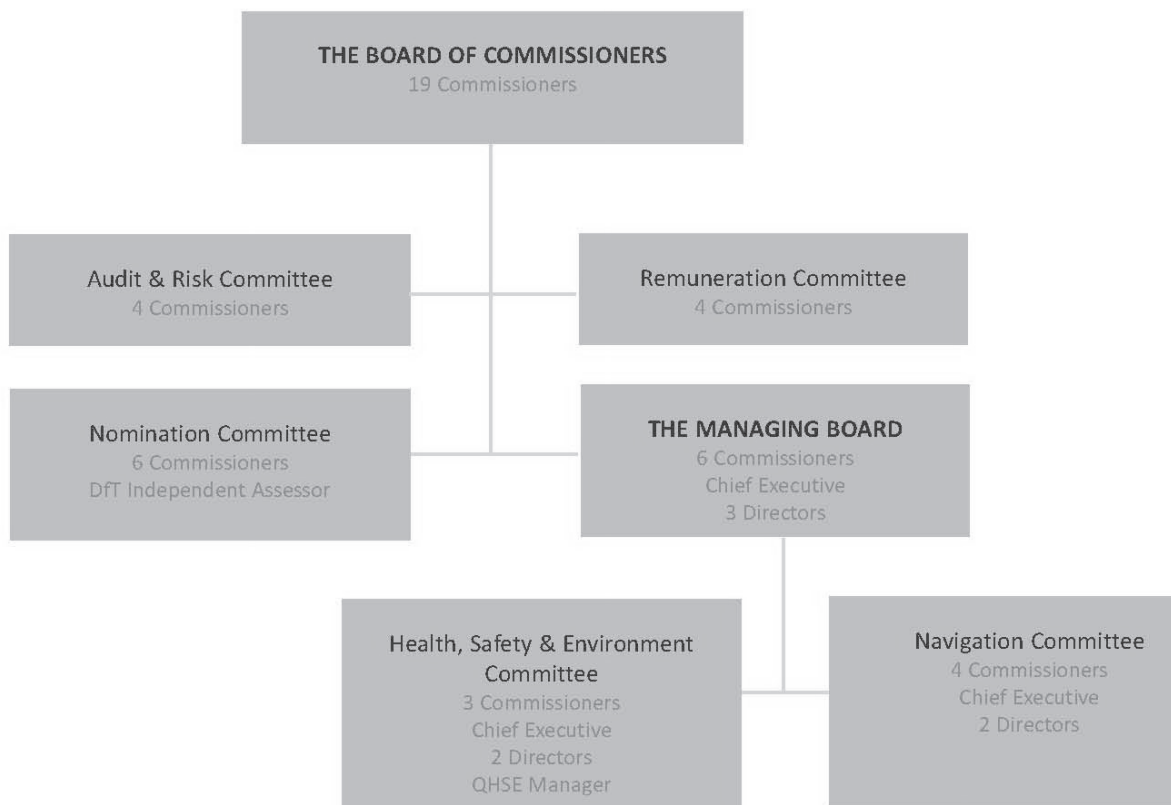 THE BOARD OF COMMISSIONERS
19 Commissioners
Audit & Risk Committee
4 Commissioners
Remuneration Committee
4 Commissioners
Nomination Committee
6 Commissioners
DfT Independent Assessor
THE MANAGING BOARD
6 Commissioners
Chief Executive
3 Directors
Health, Safety & Environment
Committee
3 Commissioners
Chief Executive
2 Directors
QHSE Manager
Navigation Committee
4 Commissioners
Chief Executive
2 Directors